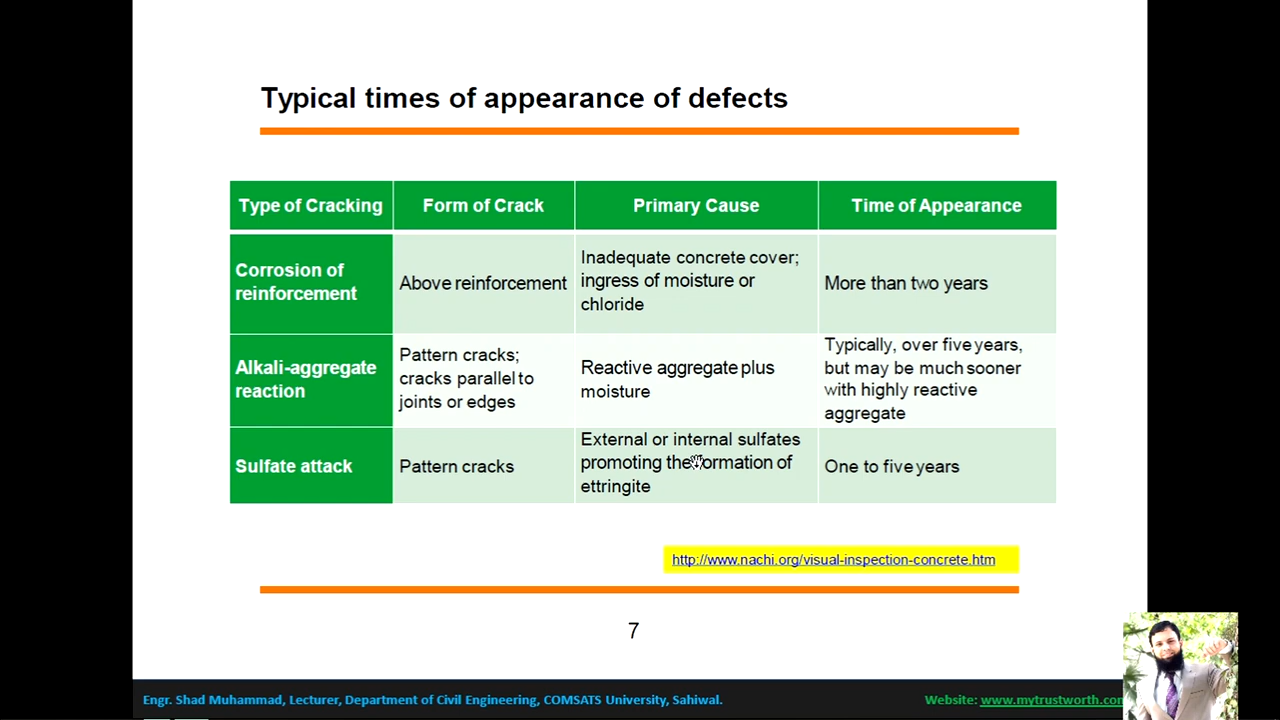 Typical times of appearance of defects
Type of Cracking
Form of Crack
Primary Cause
Time of Appearance
Corrosion of
reinforcement
Above reinforcement
Inadequate concrete cover;
ingress of moisture or
chloride
More than two years
Alkali-aggregate
reaction
Pattern cracks;
cracks parallel to
joints or edges
Reactive aggregate plus
moisture
Typically, over five years,
but may be much sooner
with highly reactive
aggregate
Sulfate attack
Pattern cracks
External or internal sulfates
promoting the formation of
ettringite
One to five years
http://www.nachi.org/visual-inspection-concrete.htm
7
Engr. Shad Muhammad, Lecturer, Department of Civil Engineering, COMSATS University, Sahiwal.
Website: www.mytrustworth.com